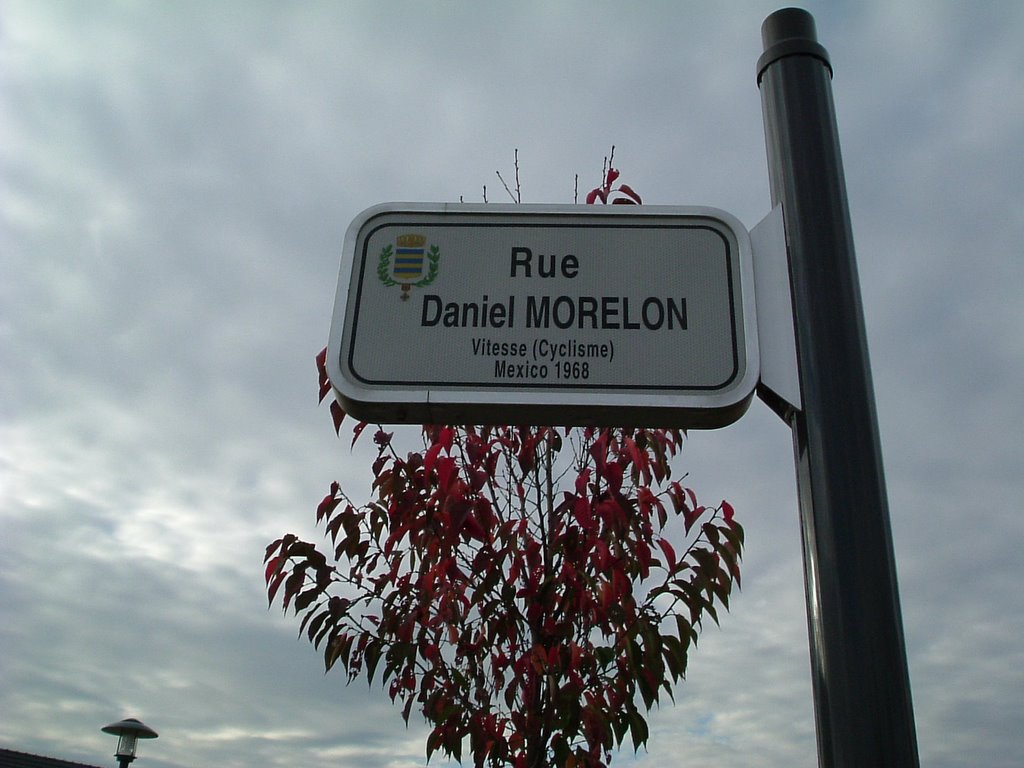 Rue
Daniel MORELON
Vitesse (Cyclisme)
Mexico 1968